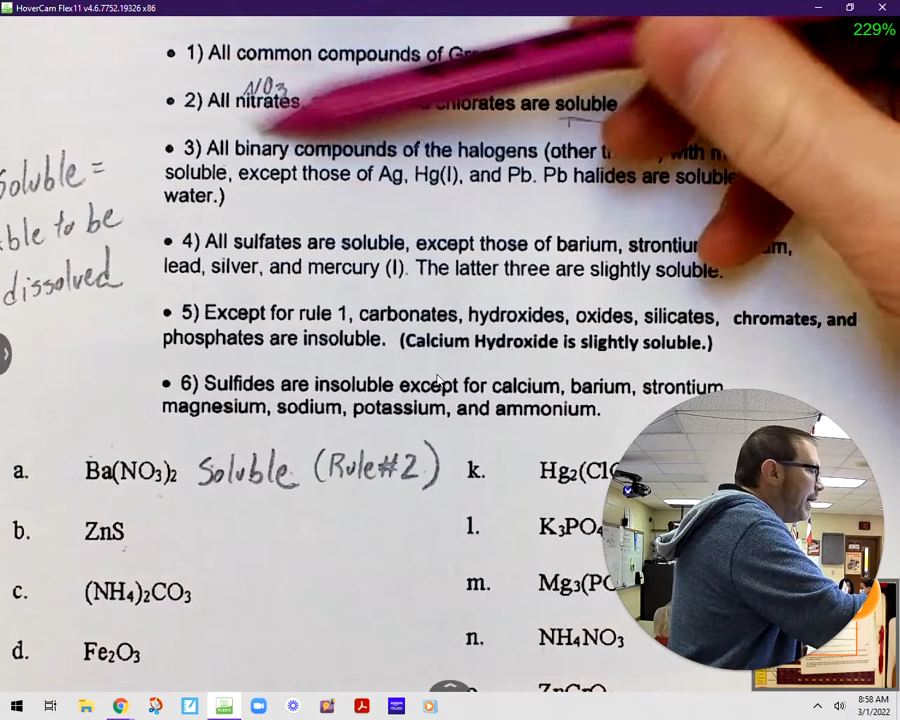 HoverCam Flex11 v4.6.7752.19326 x86
229%
• 1) All common compounds of
NO3
• 2) All nitrates, chlorates are soluble
• 3) All binary compounds of the halogens (other with
soluble, except those of Ag, Hg(I), and Pb. Pb halides are soluble
water.)
Soluble =
able to be
dissolved
• 4) All sulfates are soluble, except those of barium, strontium
lead, silver, and mercury (I). The latter three are slightly soluble.
• 5) Except for rule 1, carbonates, hydroxides, oxides, silicates, chromates, and
phosphates are insoluble. (Calcium Hydroxide is slightly soluble.)
• 6) Sulfides are insoluble except for calcium, barium, strontium
magnesium, sodium, potassium, and ammonium.
a. Ba(NO₃)₂ Soluble (Rule#2)
b. ZnS
c. (NH₄)₂CO₃
d. Fe₂O₃
k. Hg₂(Cl
l. K₃PO₄
m. Mg₃(PO
n. NH₄NO₃
8:58 AM
3/1/2022